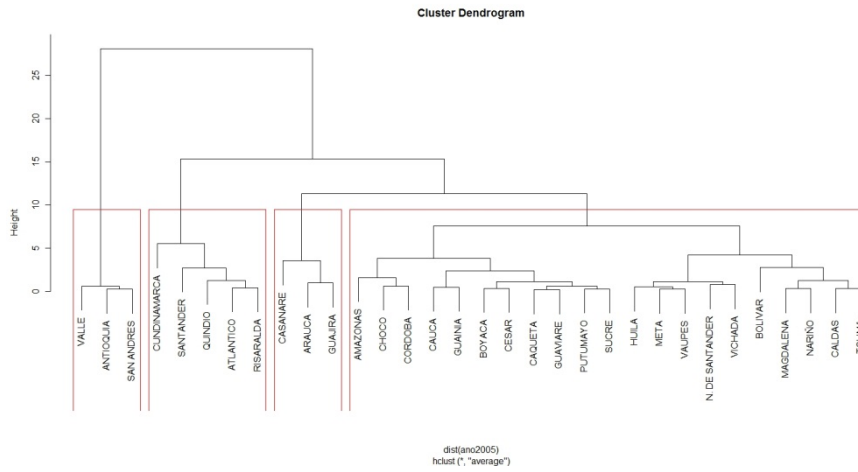 Cluster Dendrogram
Height
25
20
15
10
5
0
VALLE
ANTIOQUIA
SAN ANDRES
CUNDINAMARCA
SANTANDER
QUINDIO
ATLANTICO
RISARALDA
CASANARE
ARAUCA
GUAJIRA
AMAZONAS
CHOCO
CORDOBA
CAUCA
GUAINIA
BOYACA
CESAR
CAQUETA
GUAVIARE
PUTUMAYO
SUCRE
HUILA
META
VAUPES
N. DE SANTANDER
VICHADA
BOLIVAR
MAGDALENA
NARIÑO
CALDAS
dist(ano2005)
hclust (*, "average")